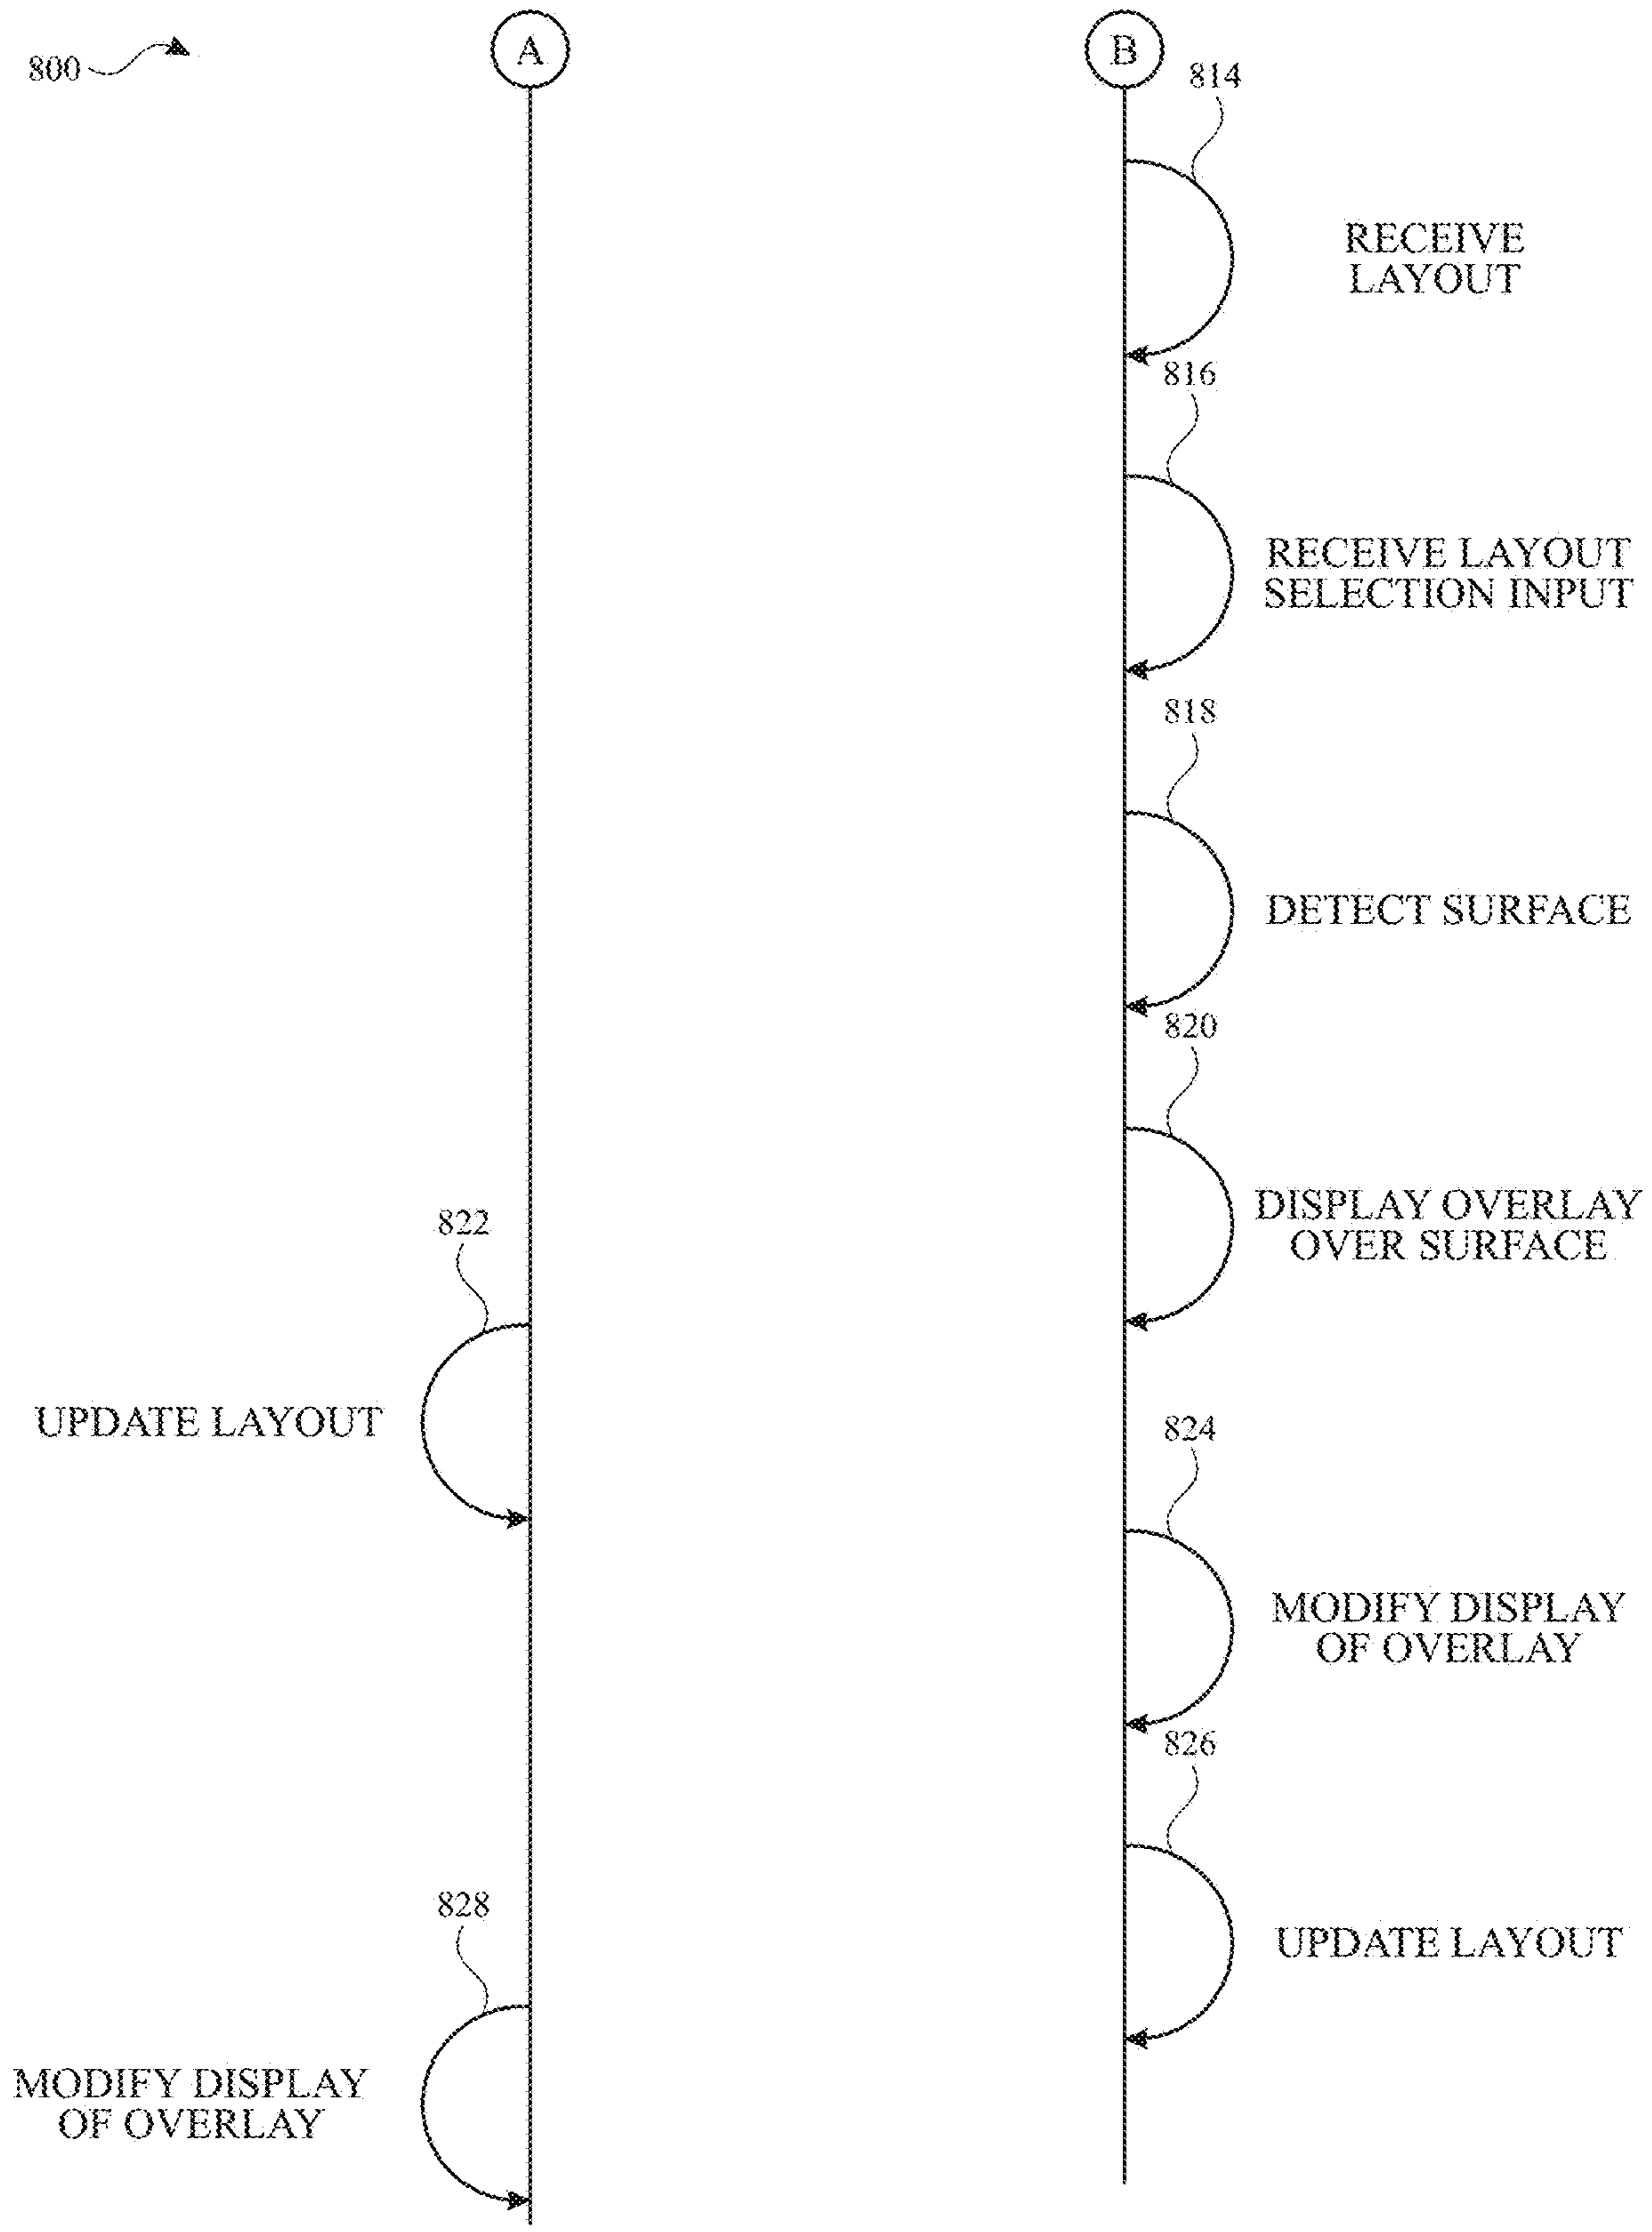 800
A
B
814
RECEIVE
LAYOUT
816
RECEIVE LAYOUT
SELECTION INPUT
818
DETECT SURFACE
820
DISPLAY OVERLAY
OVER SURFACE
822
UPDATE LAYOUT
824
MODIFY DISPLAY
OF OVERLAY
826
UPDATE LAYOUT
828
MODIFY DISPLAY
OF OVERLAY